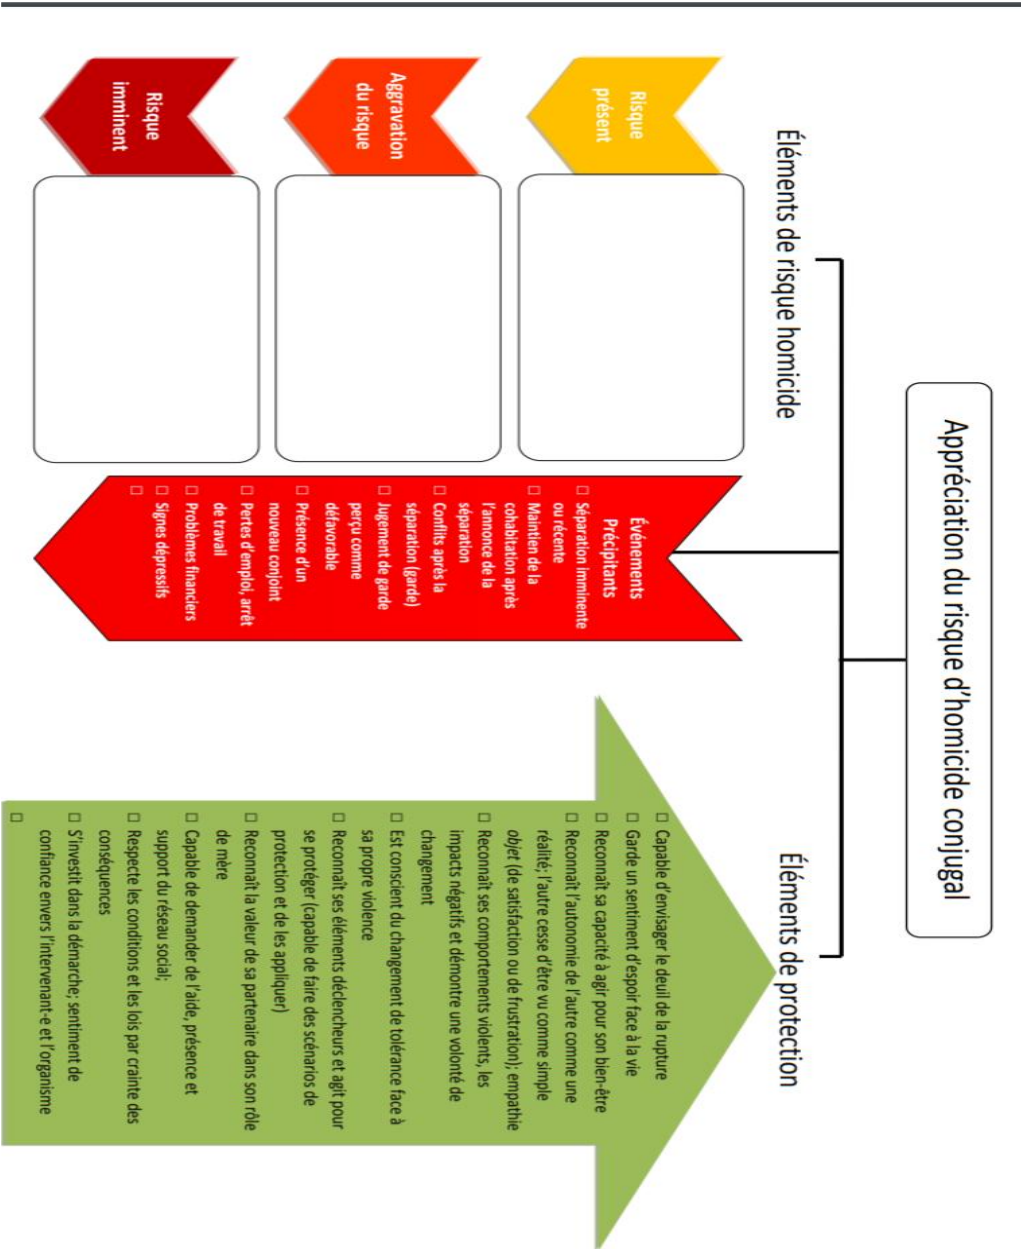 Appréciation du risque d'homicide conjugal
Éléments de risque homicide
Risque
présent
Aggravation
du risque
Risque
imminent
Événements
Précipitants
□ Séparation imminente
ou récente
□ Maintien de la
cohabitation après
l'annonce de la
séparation
□ Conflits après la
séparation (garde)
□ Jugement de garde
perçu comme
défavorable
□ Présence d'un
nouveau conjoint
□ Pertes d'emploi, arrêt
de travail
□ Problèmes financiers
□ Signes dépressifs
□
Éléments de protection
□ Capable d'envisager le deuil de la rupture
□ Garde un sentiment d'espoir face à la vie
□ Reconnaît sa capacité à agir pour son bien-être
□ Reconnaît l'autonomie de l'autre comme une
réalité; l'autre cesse d'être vu comme simple
objet (de satisfaction ou de frustration); empathie
□ Reconnaît ses comportements violents, les
impacts négatifs et démontre une volonté de
changement
□ Est conscient du changement de tolérance face à
sa propre violence
□ Reconnaît ses éléments déclencheurs et agit pour
se protéger (capable de faire des scénarios de
protection et de les appliquer)
□ Reconnaît la valeur de sa partenaire dans son rôle
de mère
□ Capable de demander de l'aide, présence et
support du réseau social;
□ Respecte les conditions et les lois par crainte des
conséquences
□ S'investit dans la démarche; sentiment de
confiance envers l'intervenant-e et l'organisme
□